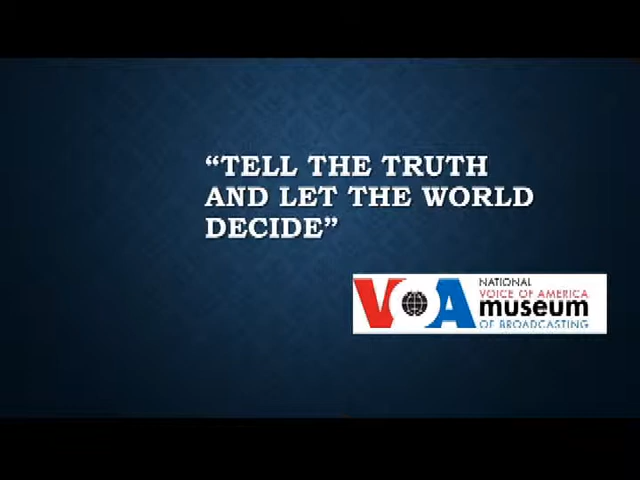 “TELL THE TRUTH
AND LET THE WORLD
DECIDE”
VOA
NATIONAL
VOICE OF AMERICA
museum
OF BROADCASTING